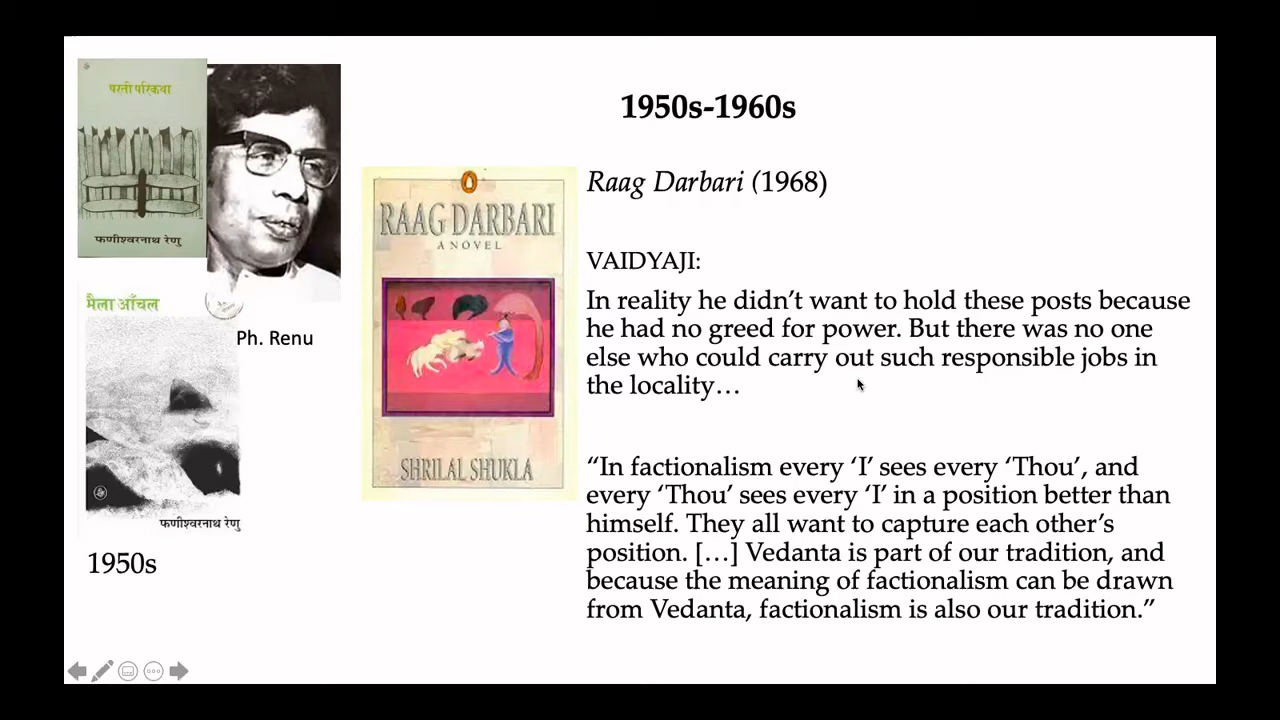 परती परिकथा
फणीश्वरनाथ रेणु
मैला आँचल
फणीश्वरनाथ रेणु
Ph. Renu
1950s
RAAG DARBARI
A NOVEL
SHRILAL SHUKLA
1950s-1960s
Raag Darbari (1968)
VAIDYAJI:
In reality he didn’t want to hold these posts because
he had no greed for power. But there was no one
else who could carry out such responsible jobs in
the locality…
“In factionalism every ‘I’ sees every ‘Thou’, and
every ‘Thou’ sees every ‘I’ in a position better than
himself. They all want to capture each other’s
position. […] Vedanta is part of our tradition, and
because the meaning of factionalism can be drawn
from Vedanta, factionalism is also our tradition.”